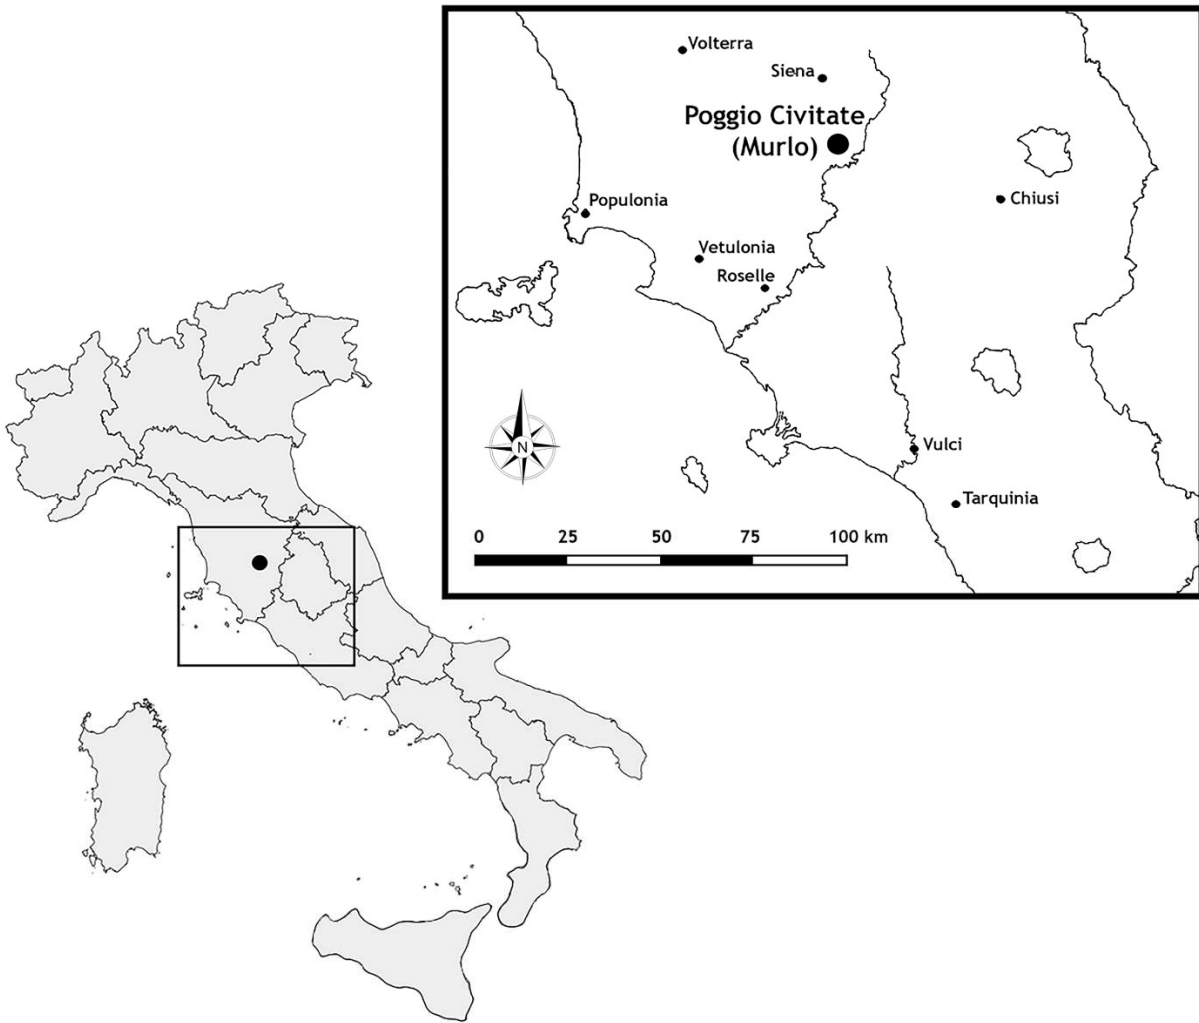 Volterra
Siena
Poggio Civitate
(Murlo)
Populonia
Chiusi
Vetulonia
Roselle
N
Vulci
Tarquinia
0 25 50 75 100 km